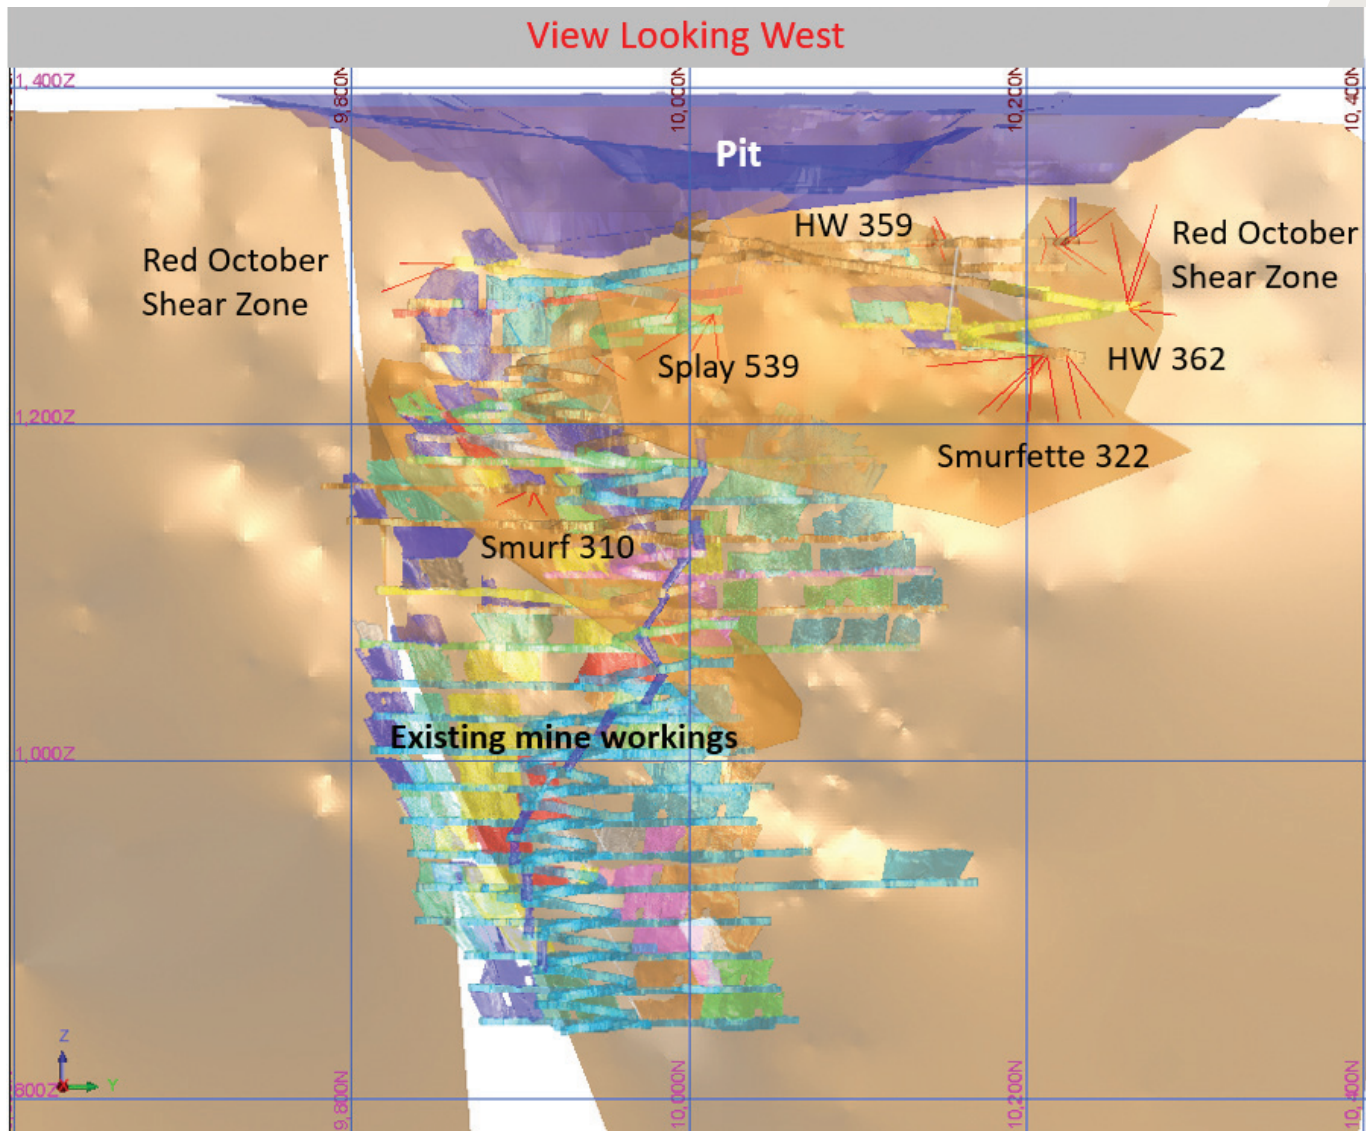 View Looking West
1,400Z
9,800N
10,000N
10,200N
10,400N
Pit
HW 359
Red October
Shear Zone
Red October
Shear Zone
Splay 539
HW 362
1,200Z
Smurfette 322
Smurf 310
Existing mine workings
1,000Z
Z
Y
800Z
9,800N
10,000N
10,200N
10,400N